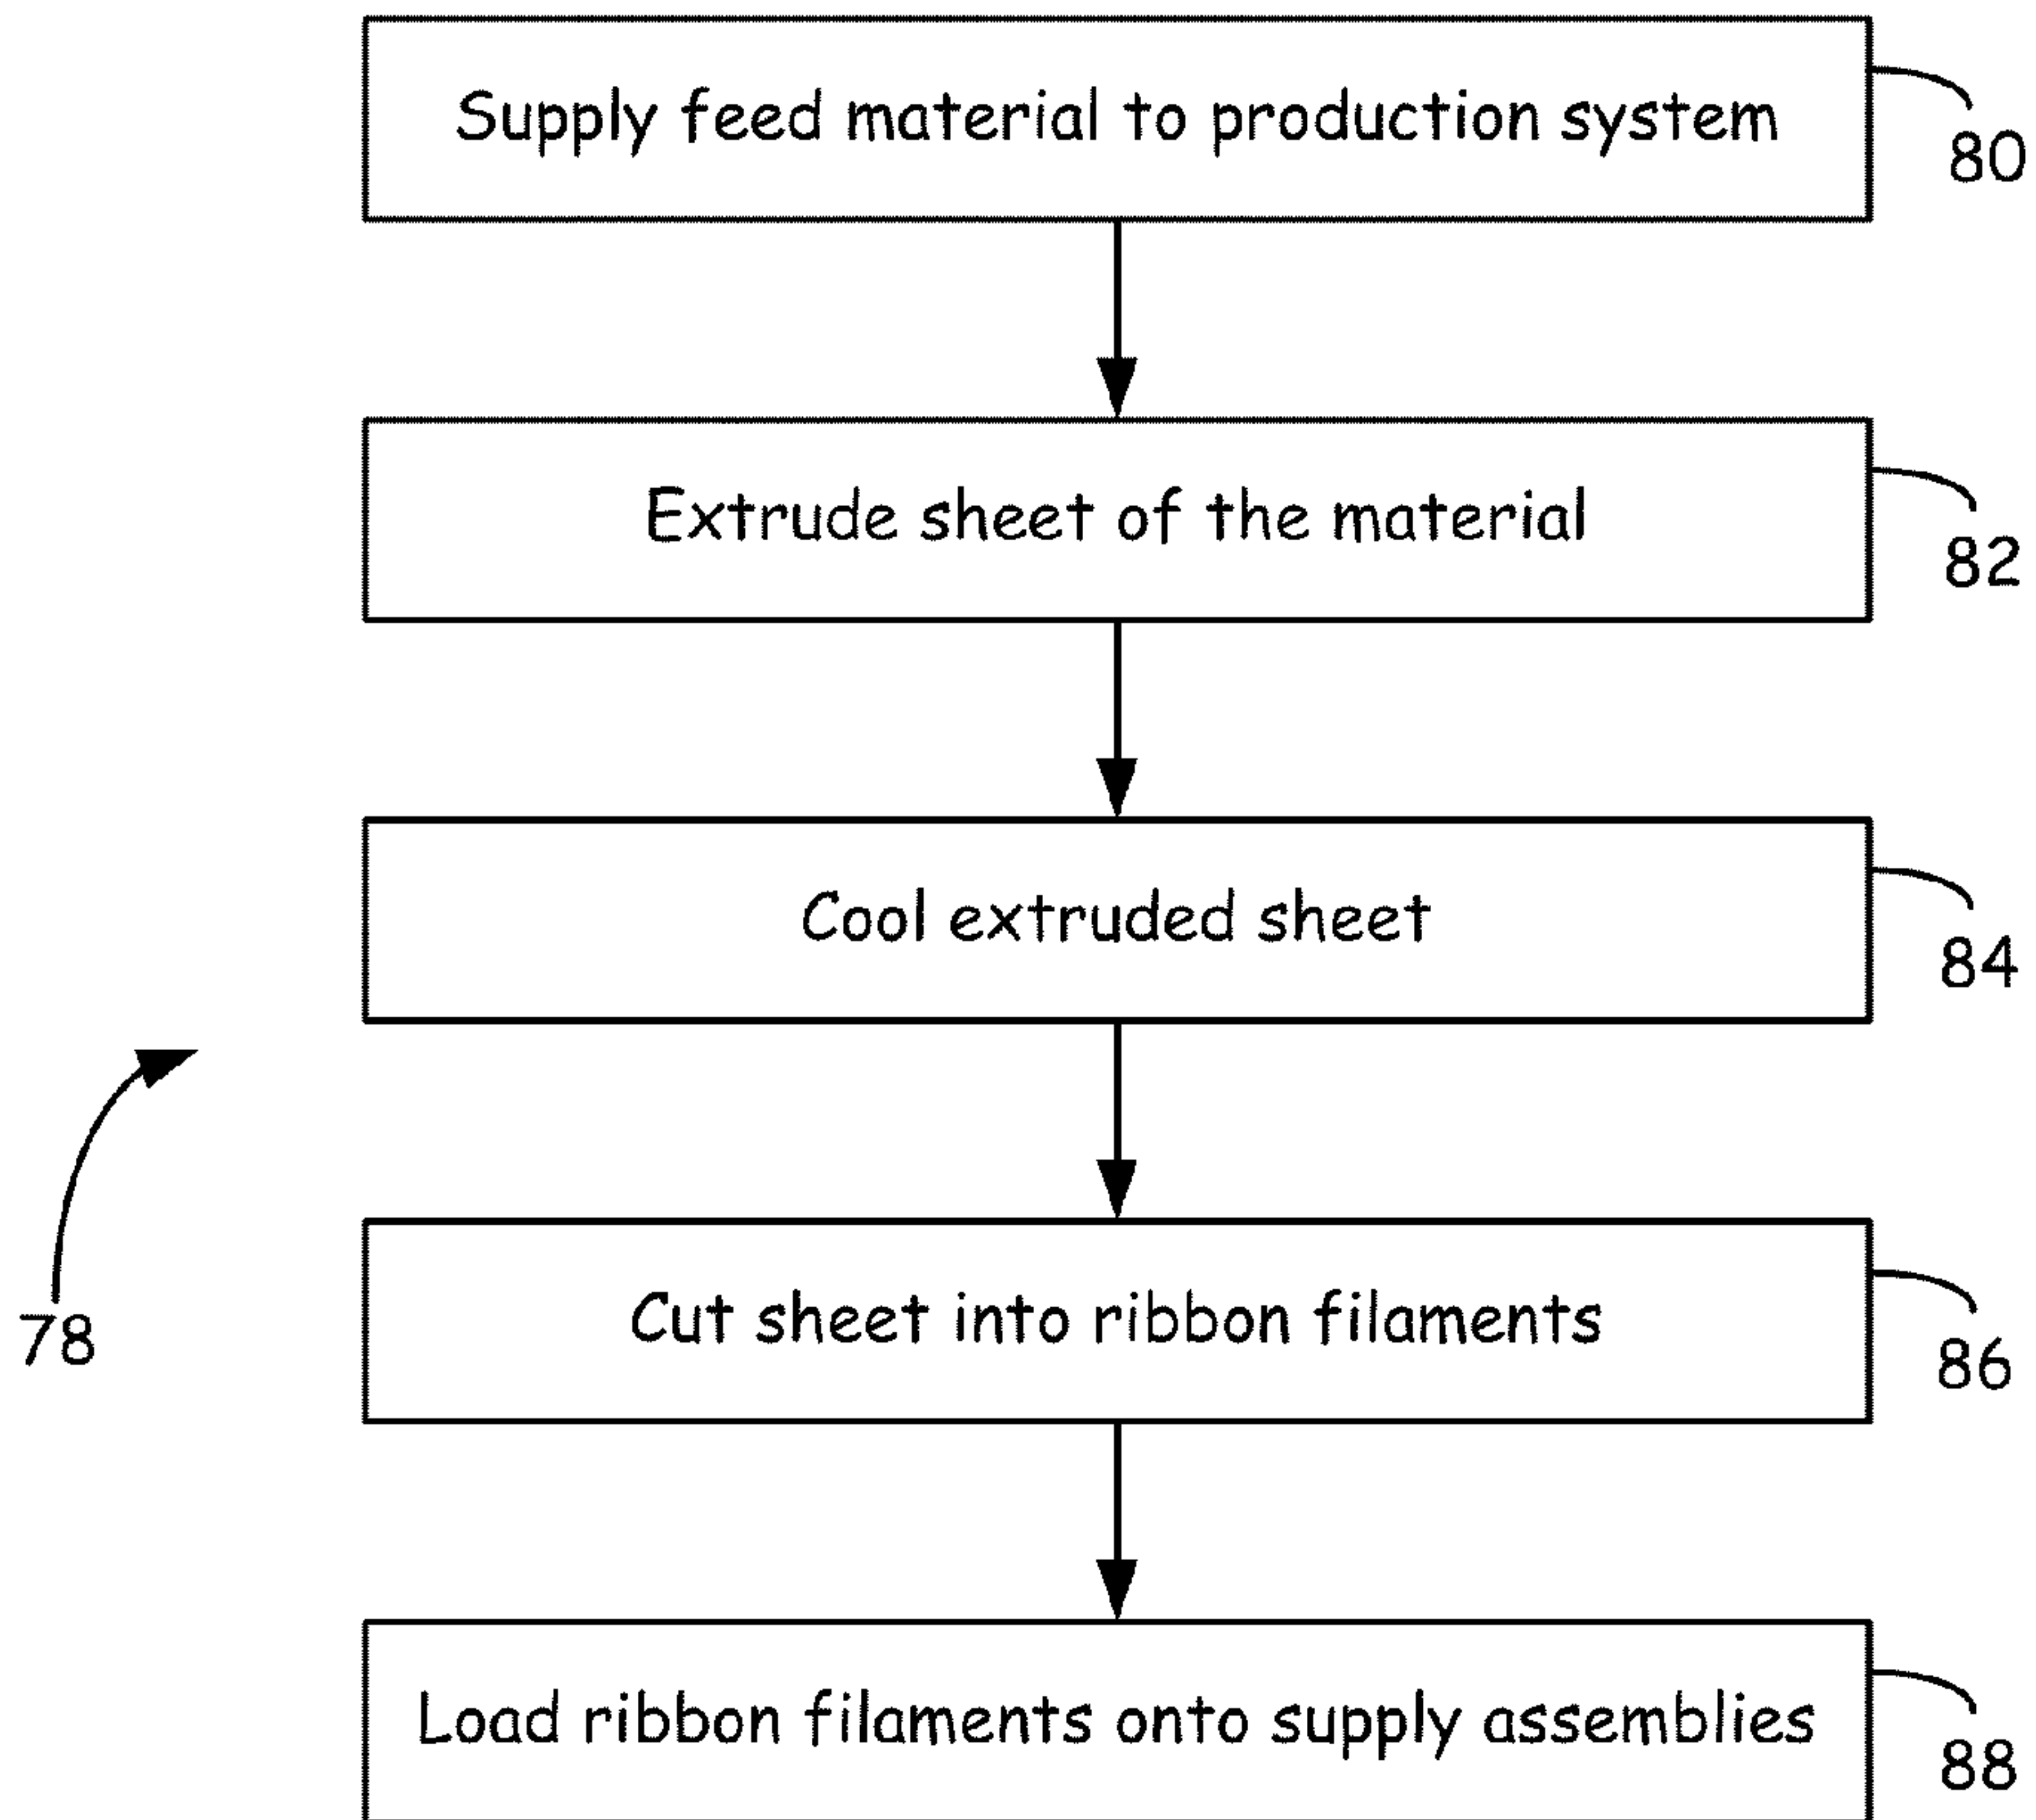 Supply feed material to production system
80
Extrude sheet of the material
82
Cool extruded sheet
84
Cut sheet into ribbon filaments
86
78
Load ribbon filaments onto supply assemblies
88